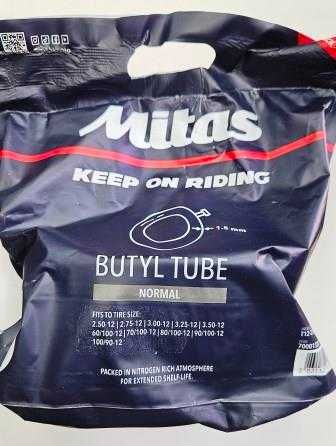 Mitas
KEEP ON RIDING
1.5 mm
BUTYL TUBE
NORMAL
FITS TO TIRE SIZE:
2.50-12 | 2.75-12 | 3.00-12 | 3.25-12 | 3.50-12
60/100-12 | 70/100-12 | 80/100-12 | 90/100-12
100/90-12
PACKED IN NITROGEN RICH ATMOSPHERE
FOR EXTENDED SHELF-LIFE.